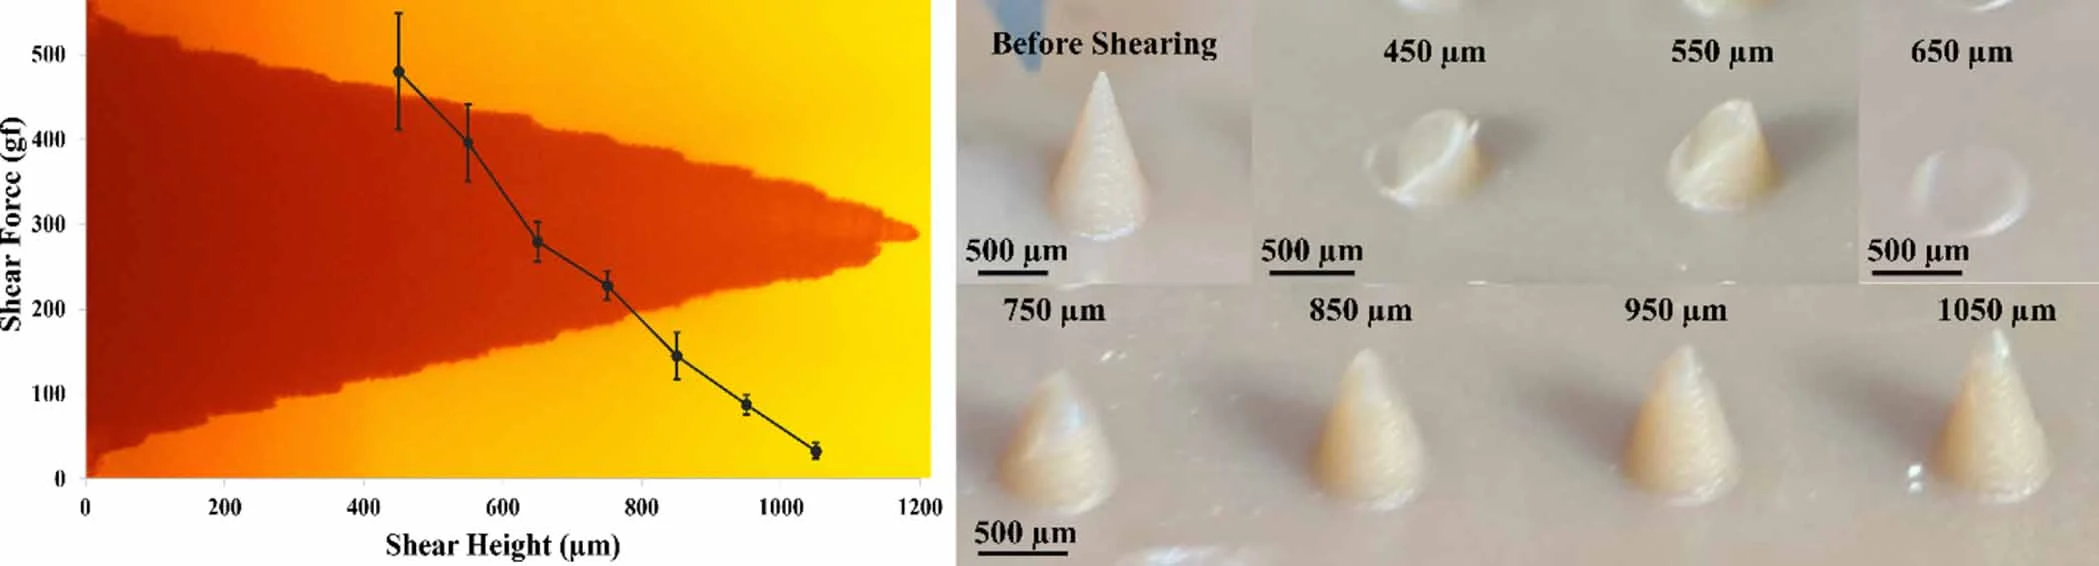 Shear Force (gf)
500
400
300
200
100
0
0 200 400 600 800 1000 1200
Shear Height (µm)
Before Shearing
450 µm
550 µm
650 µm
500 µm
500 µm
500 µm
750 µm
850 µm
950 µm
1050 µm
500 µm